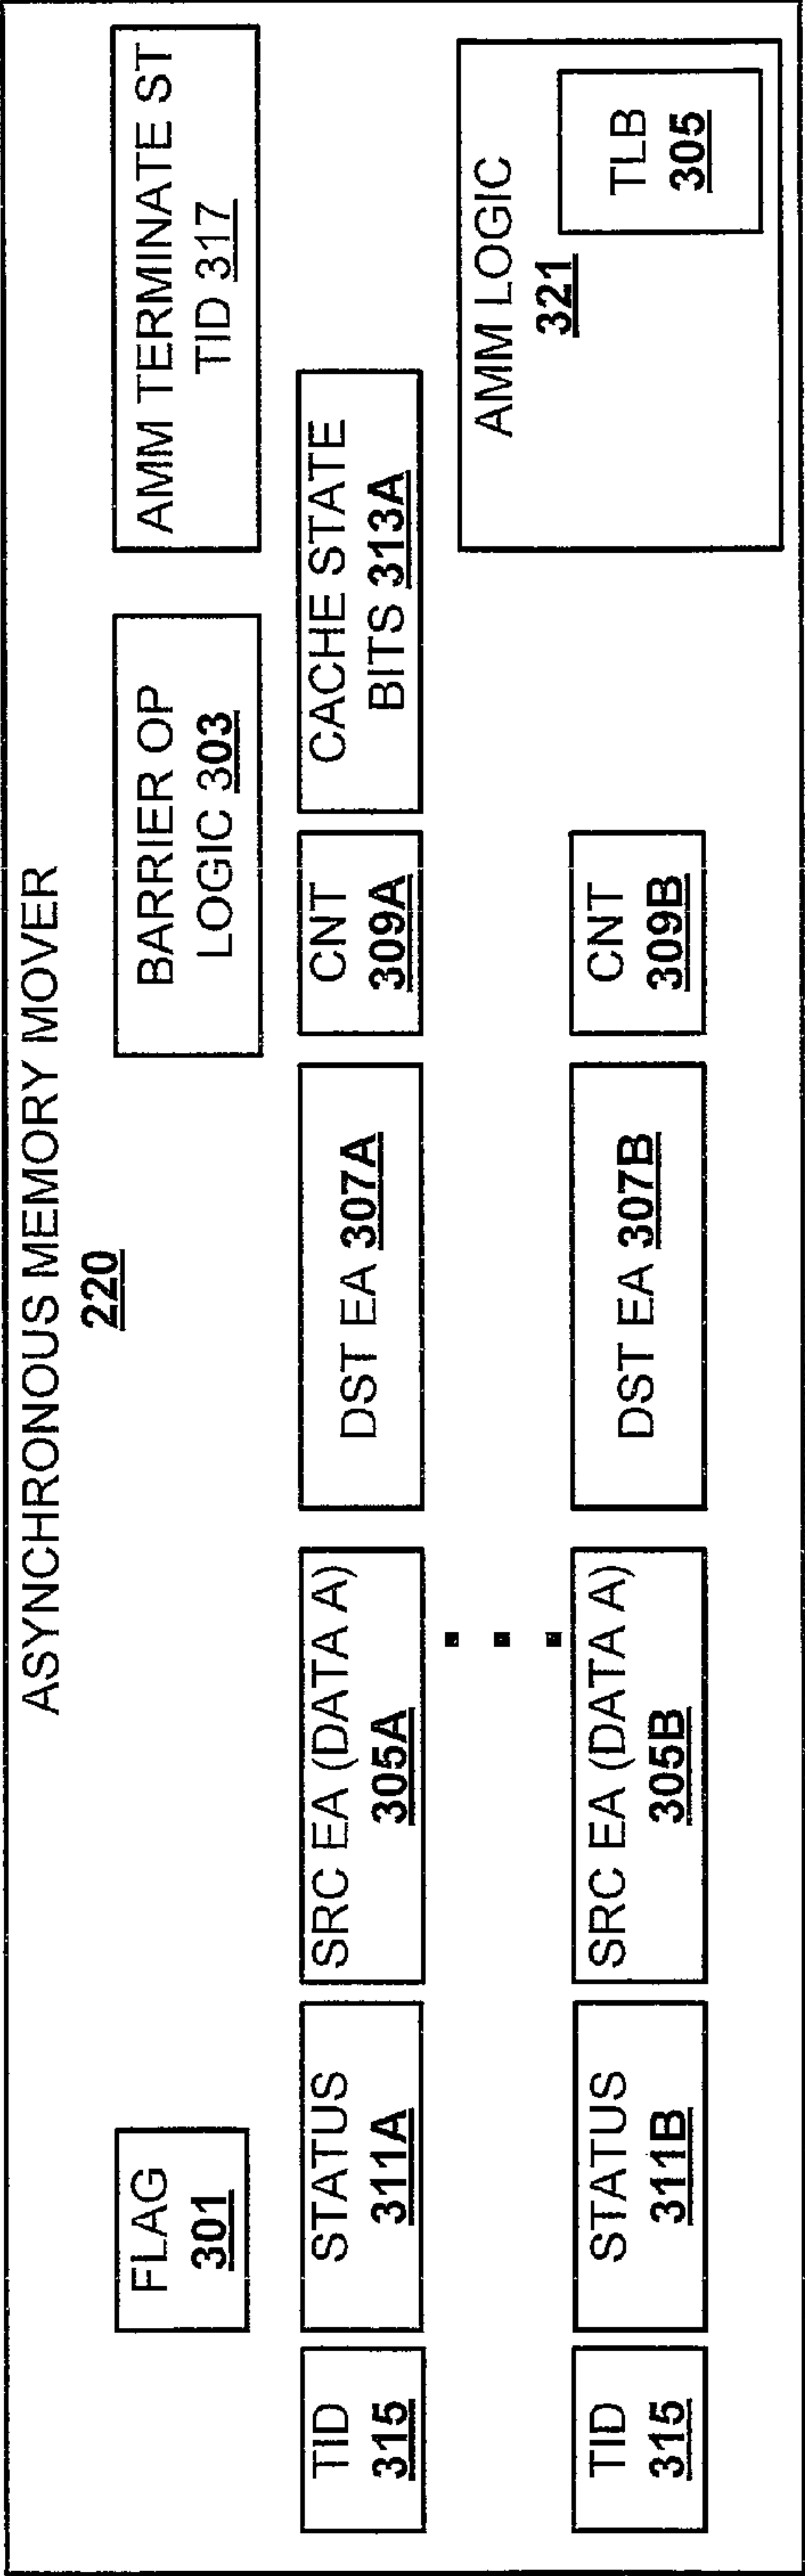 ASYNCHRONOUS MEMORY MOVER
220
FLAG
301
BARRIER OP
LOGIC 303
AMM TERMINATE ST
TID 317
TID
315
STATUS
311A
SRC EA (DATA A)
305A
DST EA 307A
CNT
309A
CACHE STATE
BITS 313A
TID
315
STATUS
311B
SRC EA (DATA A)
305B
DST EA 307B
CNT
309B
AMM LOGIC
321
TLB
305